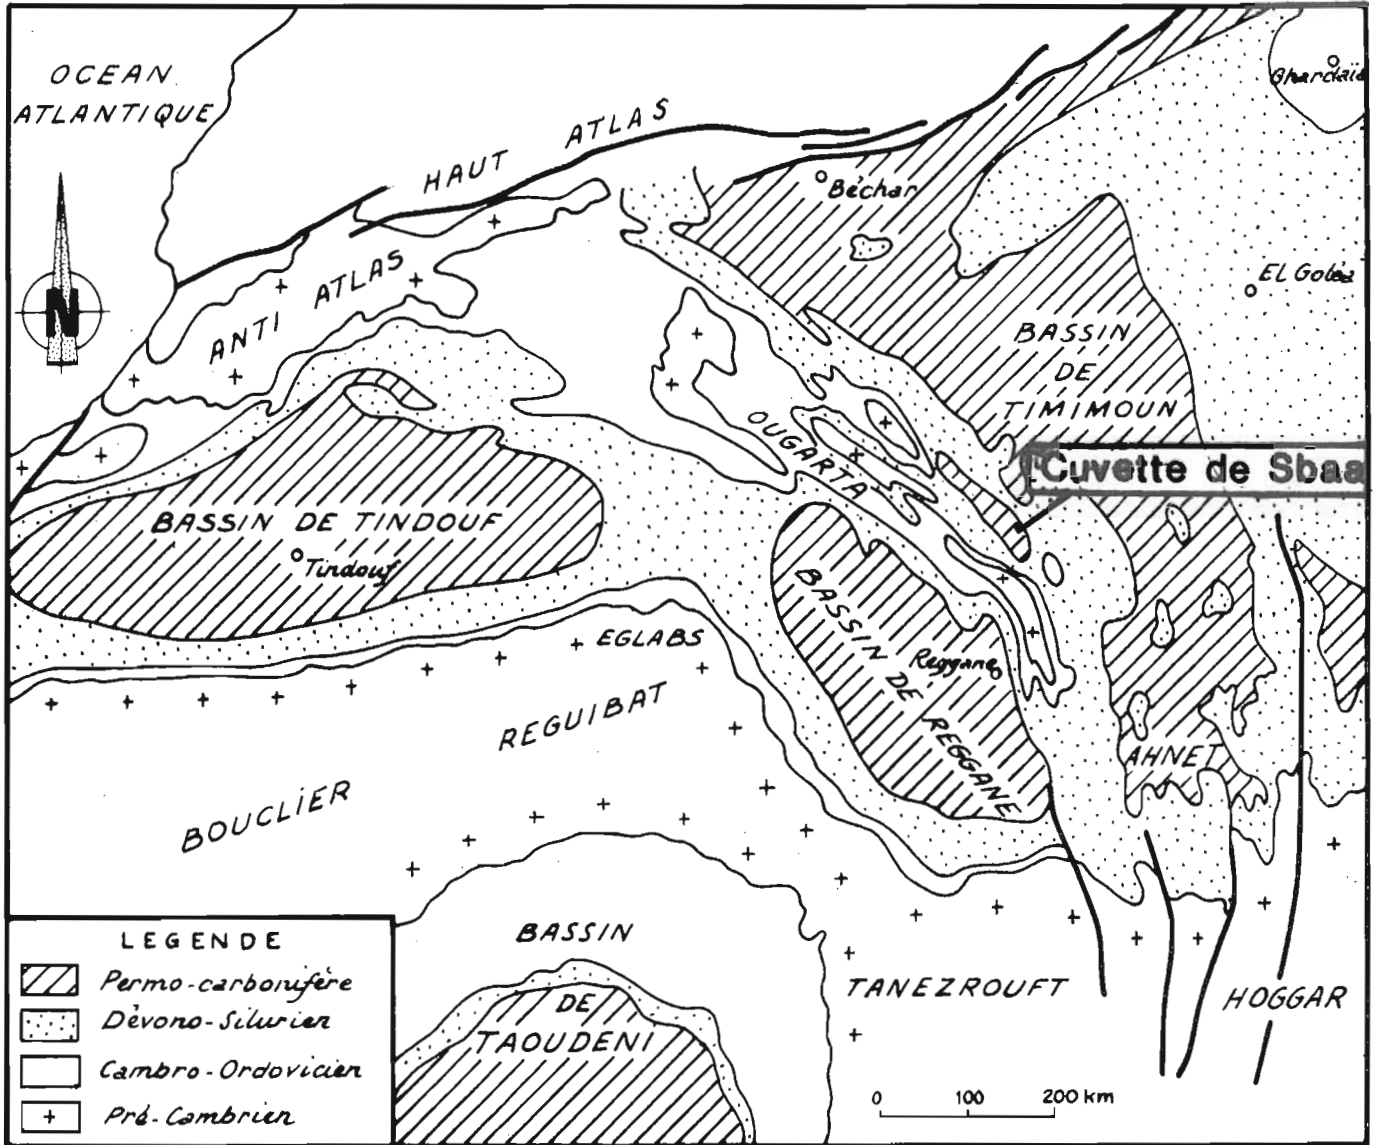 OCEAN
ATLANTIQUE
Ghardaïa
HAUT ATLAS
Béchar
N
ANTI ATLAS
EL Goléa
BASSIN
DE
TIMIMOUN
OUGARTA
Cuvette de Sbaa
BASSIN DE TINDOUF
Tindouf
BASSIN DE REGGANE
Reggane
EGLABS
REGUIBAT
BOUCLIER
AHNET
BASSIN
DE
TAOUDENI
TANEZROUFT
HOGGAR
LEGENDE
Permo-carbonifère
Dévono-Silurien
Cambro-Ordovicien
+ Pré-Cambrien
0 100 200 km